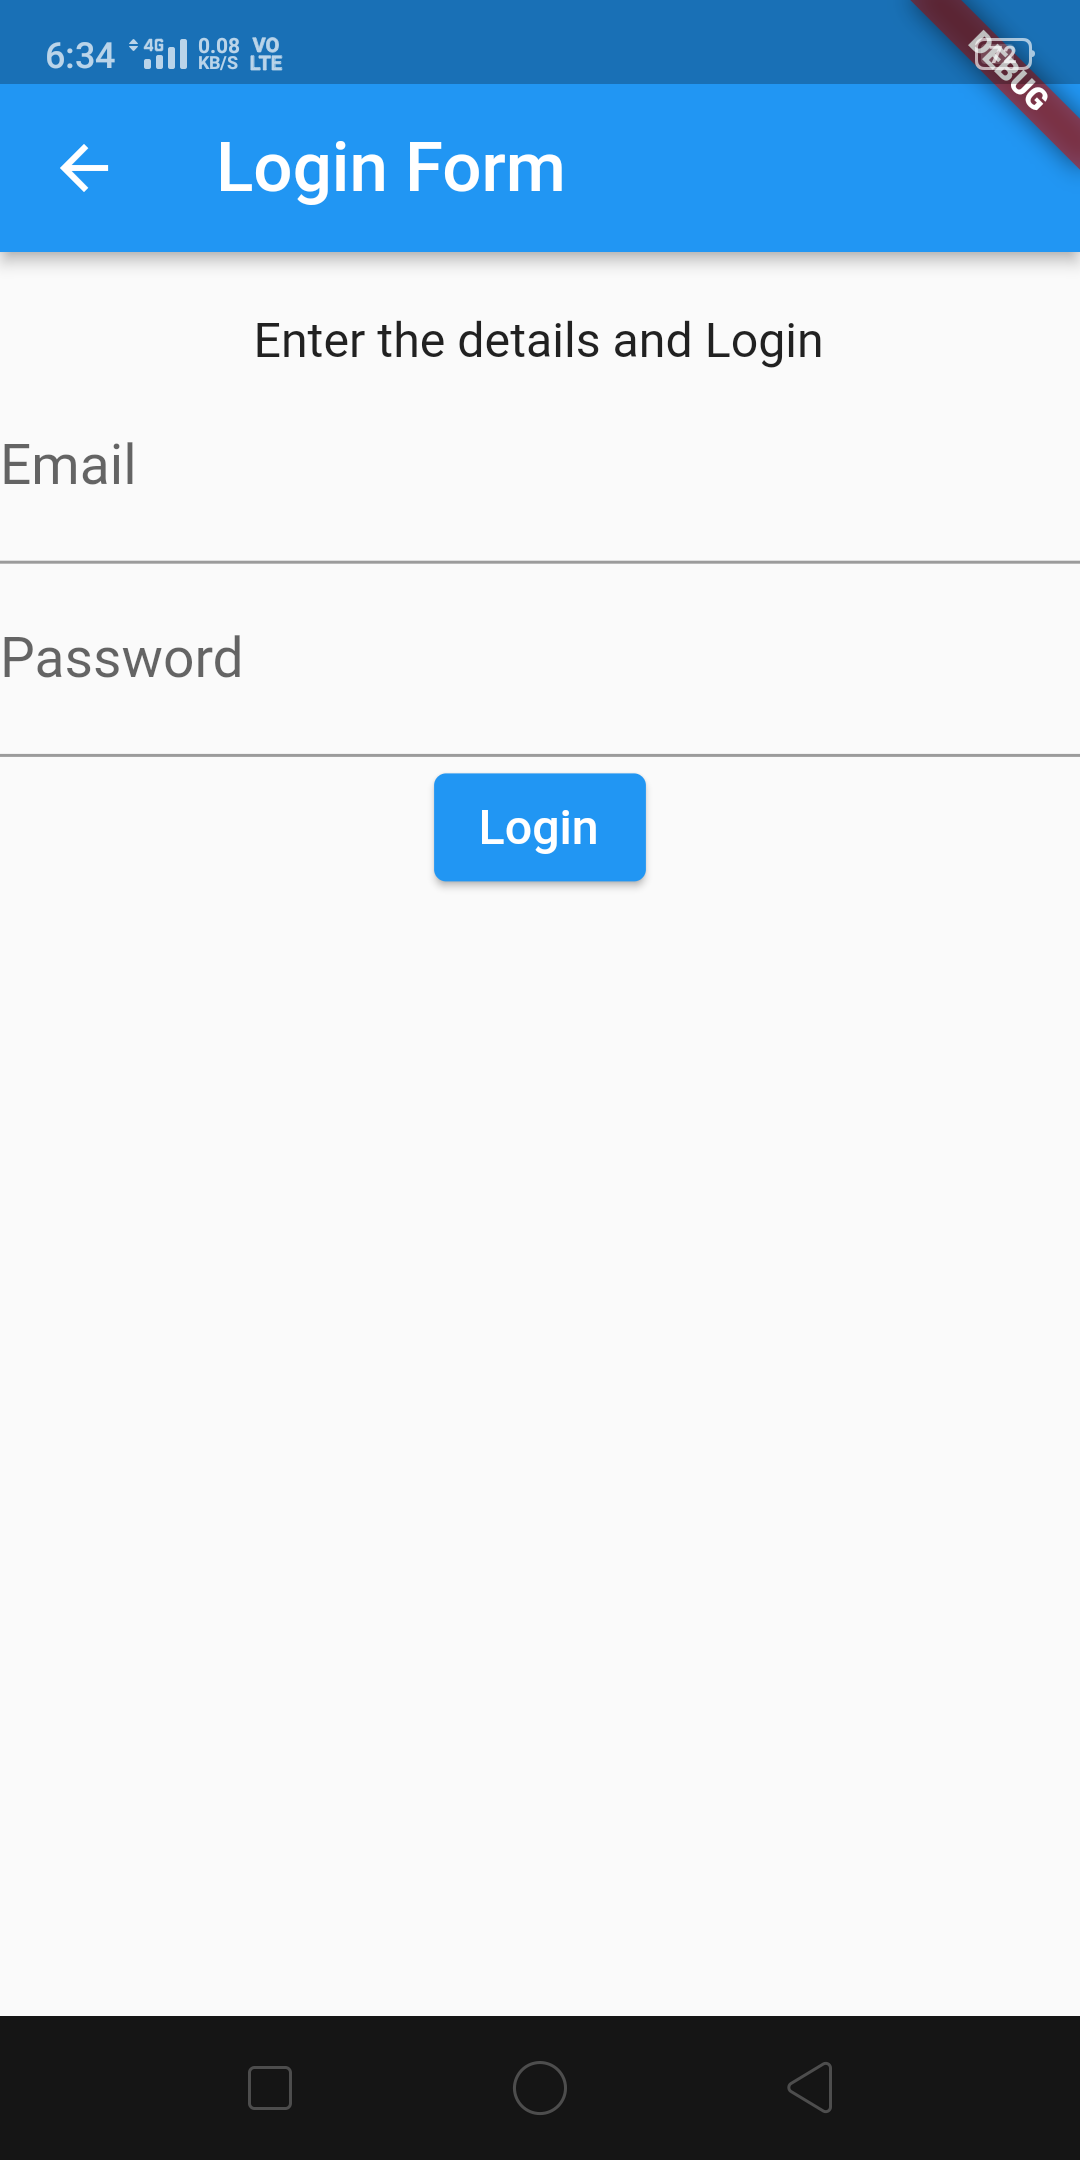 6:34 4G 0.08 KB/S VO LTE
DEBUG
Login Form
Enter the details and Login
Email
Password
Login